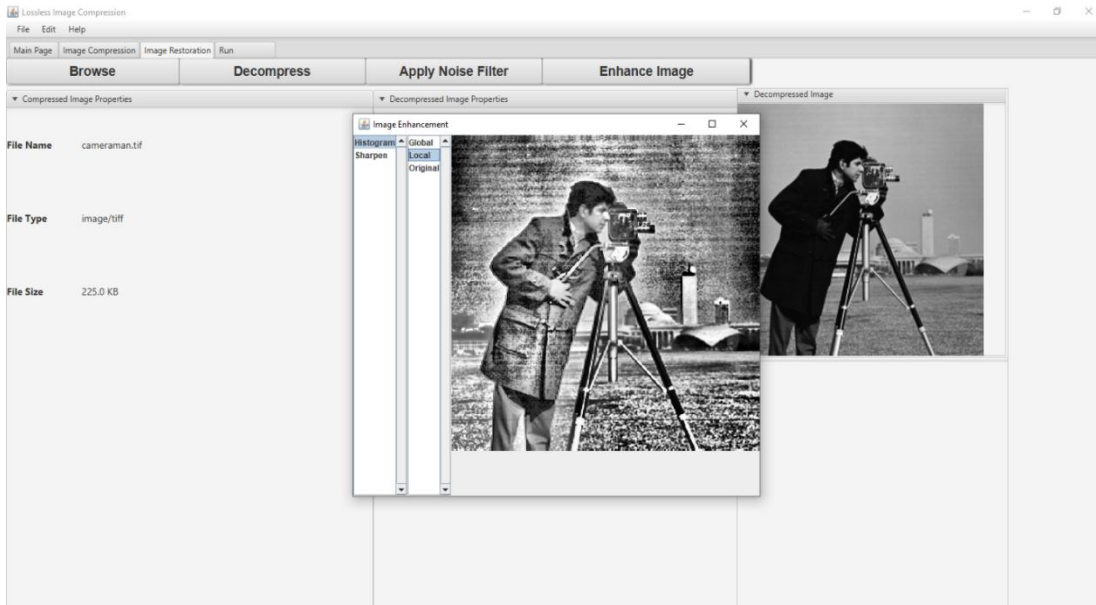 Lossless Image Compression
File Edit Help
Main Page Image Compression Image Restoration Run
Browse Decompress Apply Noise Filter Enhance Image
Compressed Image Properties
Decompressed Image Properties
Decompressed Image
File Name cameraman.tif
File Type image/tiff
File Size 225.0 KB
Image Enhancement
Histogram Global
Sharpen Local
Original